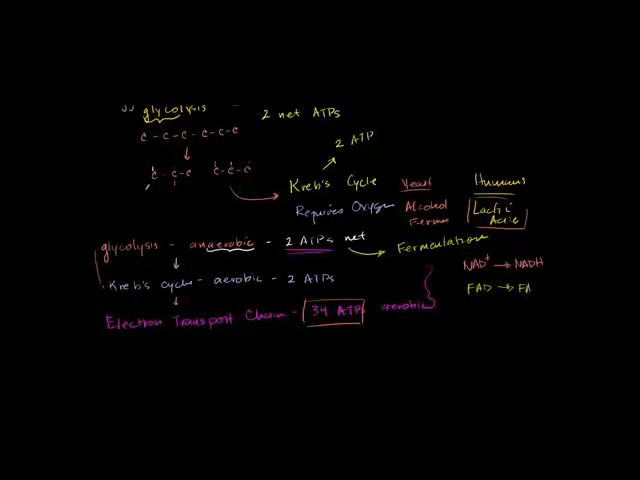 glycolysis
2 net ATPs
C-C-C-C-C-C
2 ATP
C-C-C C-C-C
Kreb's Cycle
Yeast
Humans
Requires Oxygen
Alcohol
Lactic
Ferm
Acid
glycolysis - anaerobic - 2 ATPs net
Fermentation
NAD+ → NADH
Kreb's cycle - aerobic - 2 ATPs
FAD → FA
Electron Transport Chain - 34 ATPs aerobic